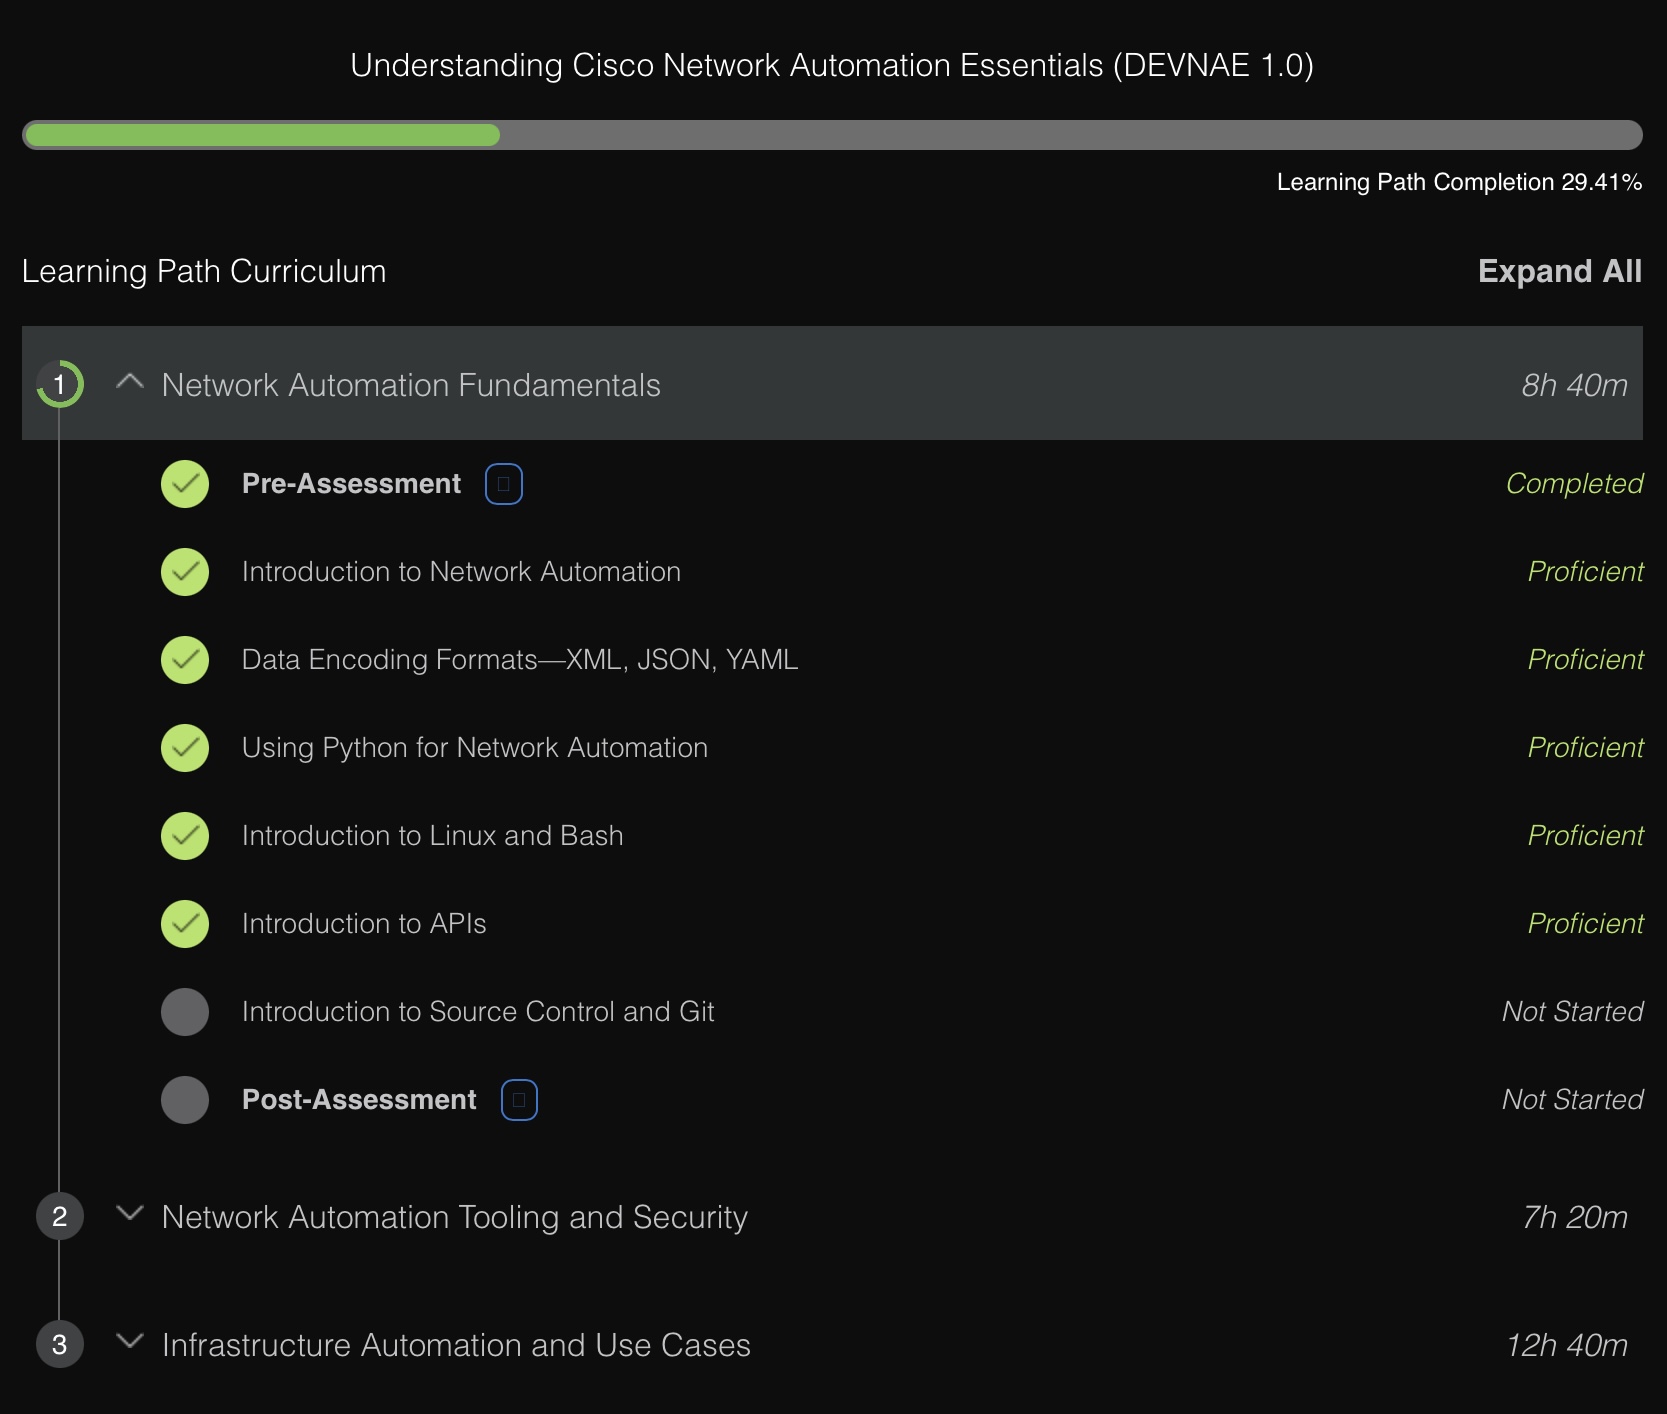 Understanding Cisco Network Automation Essentials (DEVNAE 1.0)
Learning Path Completion 29.41%
Learning Path Curriculum
Expand All
1 Network Automation Fundamentals 8h 40m
Pre-Assessment Completed
Introduction to Network Automation Proficient
Data Encoding Formats—XML, JSON, YAML Proficient
Using Python for Network Automation Proficient
Introduction to Linux and Bash Proficient
Introduction to APIs Proficient
Introduction to Source Control and Git Not Started
Post-Assessment Not Started
2 Network Automation Tooling and Security 7h 20m
3 Infrastructure Automation and Use Cases 12h 40m